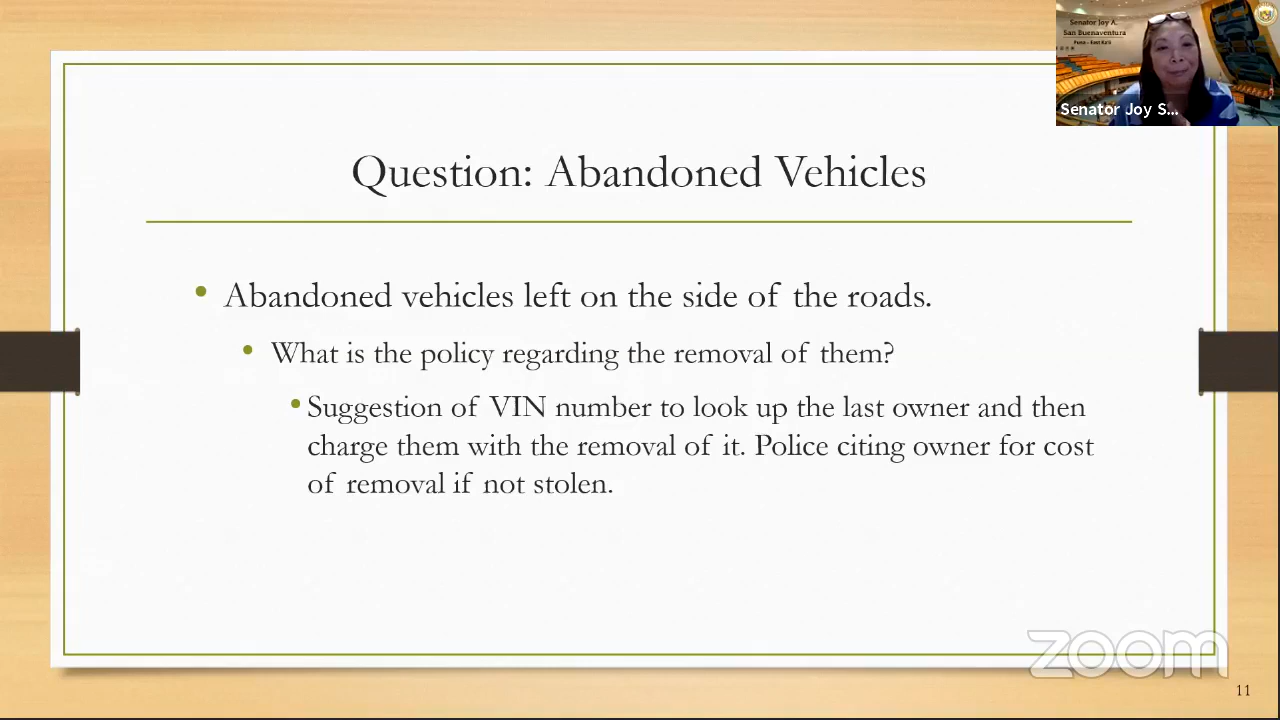 Senator Joy A.
San Buenaventura
Senator Joy S...
Question: Abandoned Vehicles
Abandoned vehicles left on the side of the roads.
What is the policy regarding the removal of them?
Suggestion of VIN number to look up the last owner and then
charge them with the removal of it. Police citing owner for cost
of removal if not stolen.
zoom
11